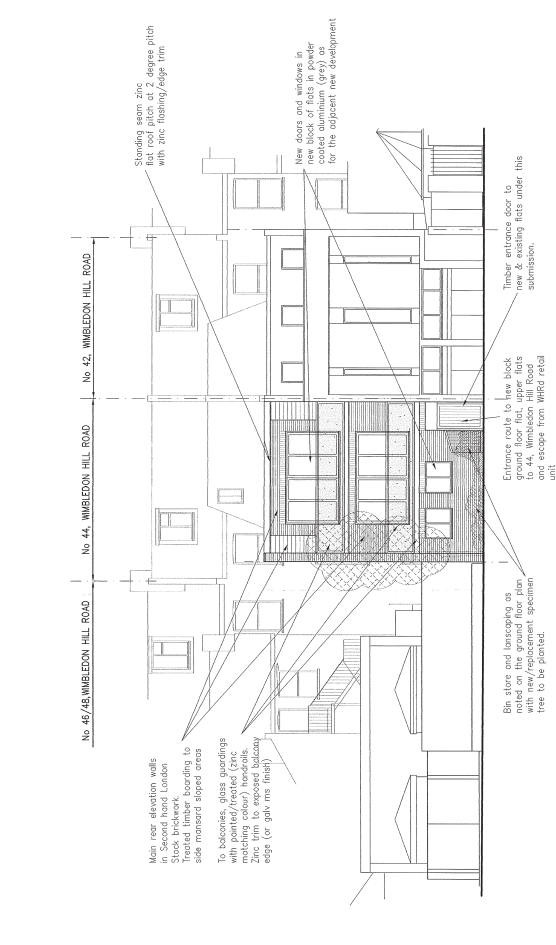 No 46/48,WIMBLEDON HILL ROAD
No 44, WIMBLEDON HILL ROAD
No 42, WIMBLEDON HILL ROAD
Main rear elevation walls
in Second hand London
Stock brickwork.
Treated timber boarding to
side mansard sloped areas
To balconies, glass guardings
with painted/treated (zinc
matching colour) handrails.
Zinc trim to exposed balcony
edge (or galv ms finish)
Standing seam zinc
flat roof pitch at 2 degree pitch
with zinc flashing/edge trim
New doors and windows in
new block of flats in powder
coated aluminium (grey) as
for the adjacent new development
Bin store and lanscaping as
noted on the ground floor plan
with new/replacement specimen
tree to be planted.
Entrance route to new block
ground floor flat, upper flats
to 44, Wimbledon Hill Road
and escape from WHRd retail
unit
Timber entrance door to
new & existing flats under this
submission.